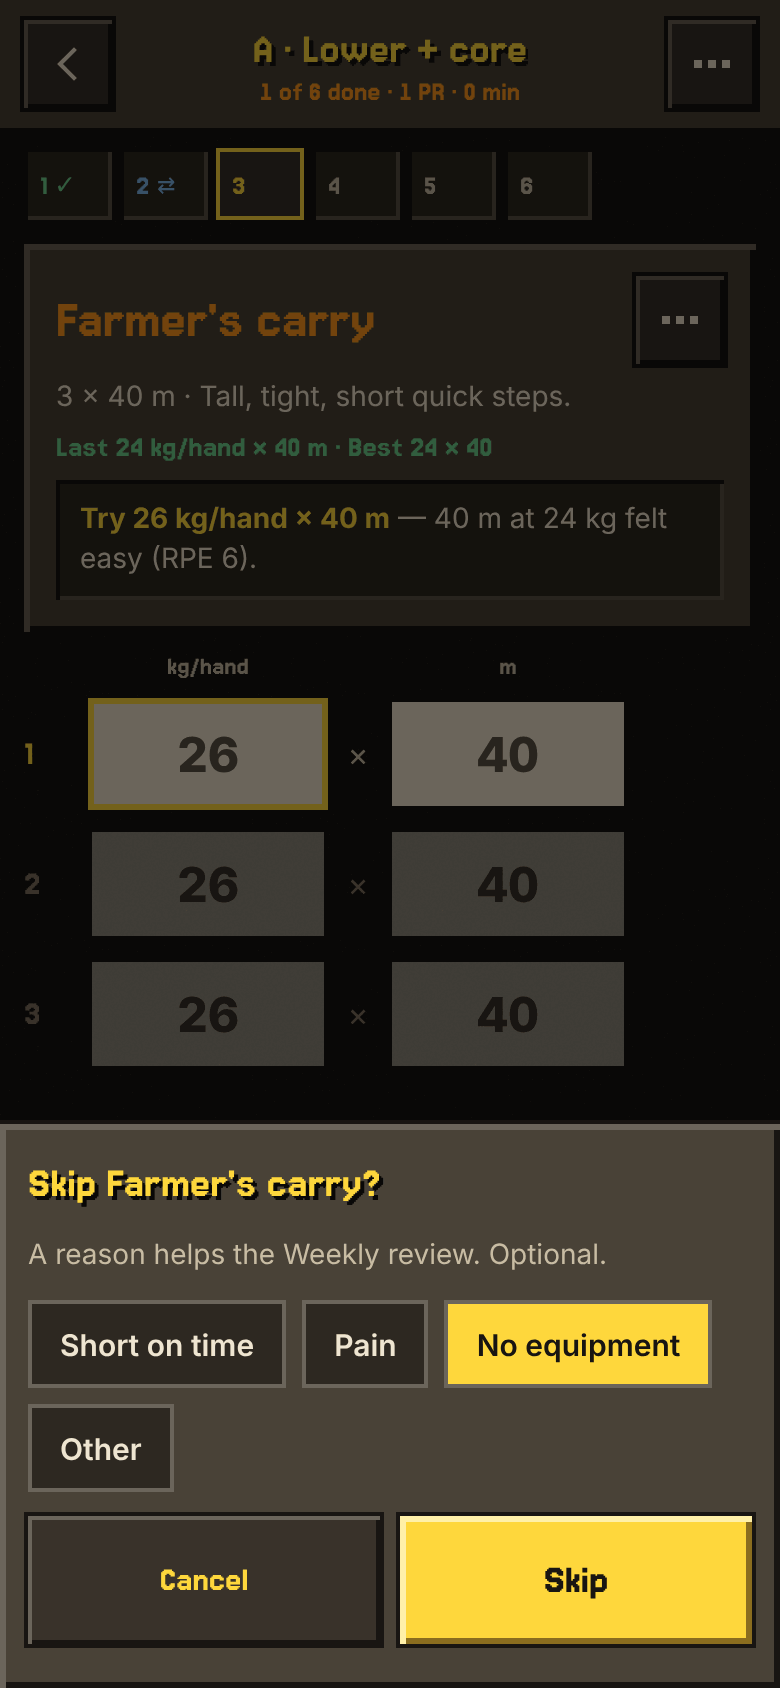 A · Lower + core
1 of 6 done · 1 PR · 0 min
1 ✓ 2 ⇄ 3 4 5 6
Farmer's carry
3 × 40 m · Tall, tight, short quick steps.
Last 24 kg/hand × 40 m · Best 24 × 40
Try 26 kg/hand × 40 m — 40 m at 24 kg felt
easy (RPE 6).
kg/hand m
1 26 × 40
2 26 × 40
3 26 × 40
Skip Farmer's carry?
A reason helps the Weekly review. Optional.
Short on time Pain No equipment
Other
Cancel Skip